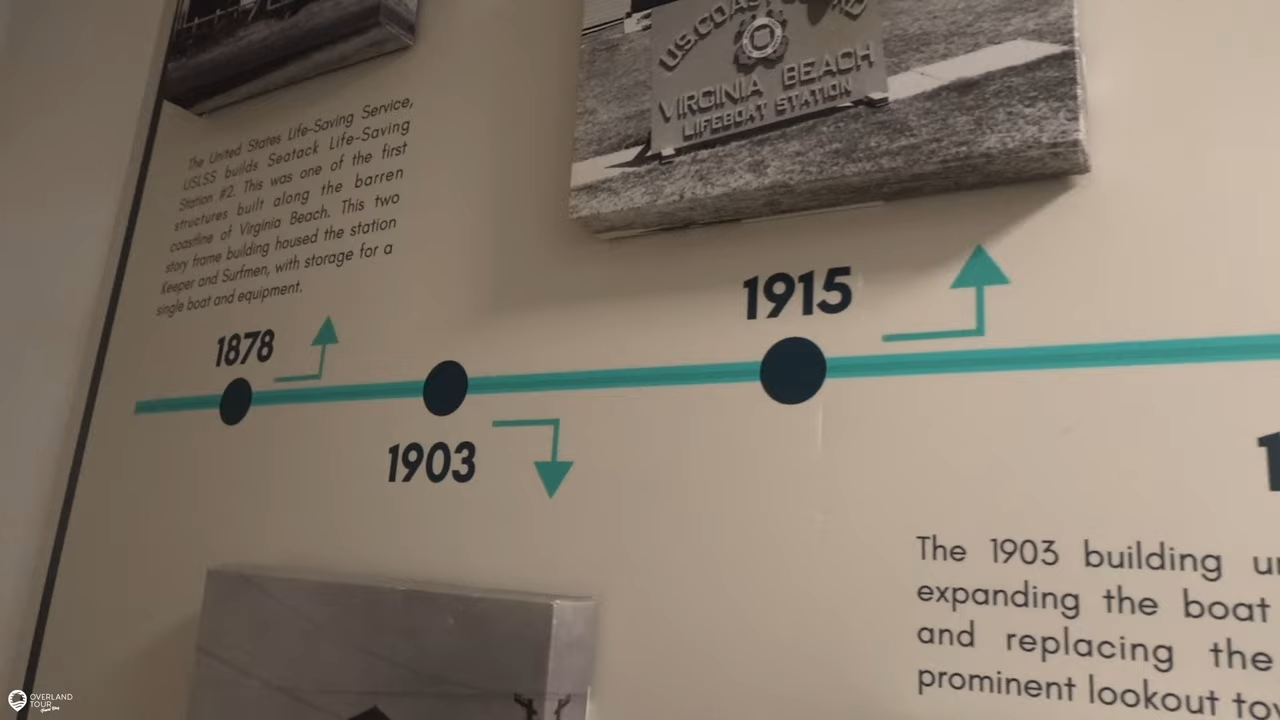 U.S. COAST
VIRGINIA BEACH
LIFEBOAT STATION
The United States Life-Saving Service,
USLSS builds Seatack Life-Saving
Station #2. This was one of the first
structures built along the barren
coastline of Virginia Beach. This two
story frame building housed the station
Keeper and Surfmen, with storage for a
single boat and equipment.
1878
1903
1915
The 1903 building
expanding the boat
and replacing the
prominent lookout
OVERLAND
TOUR